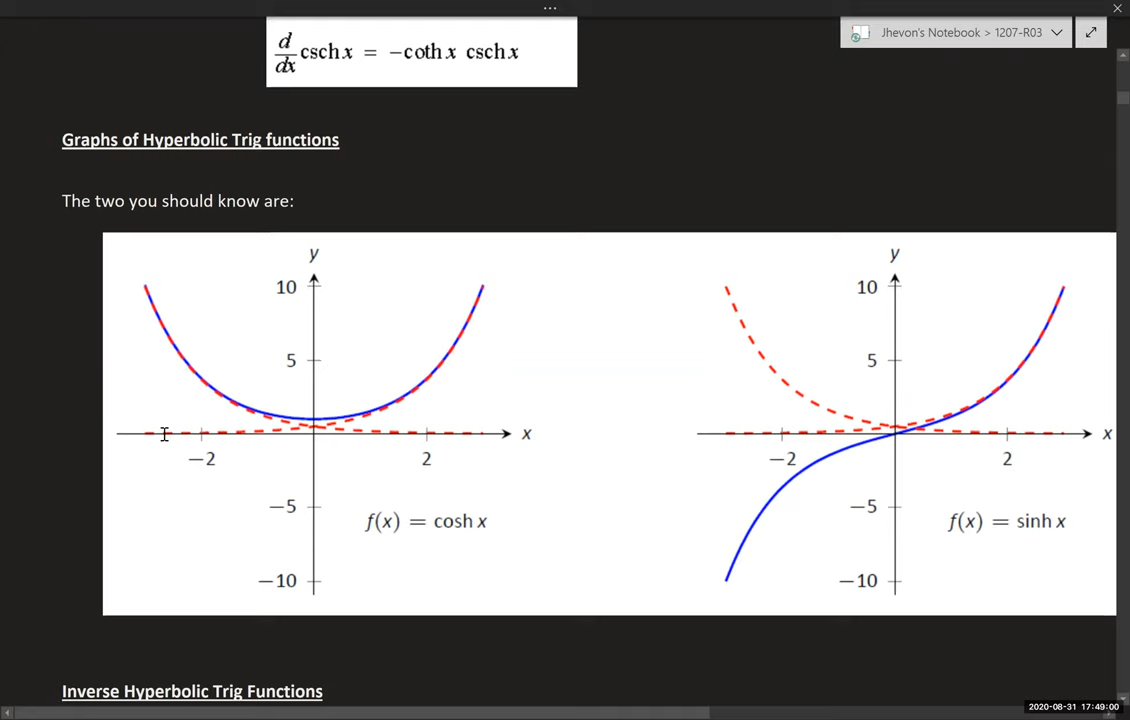 Jhevon's Notebook > 1207-R03
d/dx csch x = −coth x csch x
Graphs of Hyperbolic Trig functions
The two you should know are:
y
10
5
−2
2
x
−5
−10
f(x) = cosh x
y
10
5
−2
2
x
−5
−10
f(x) = sinh x
Inverse Hyperbolic Trig Functions
2020-08-31 17:49:00